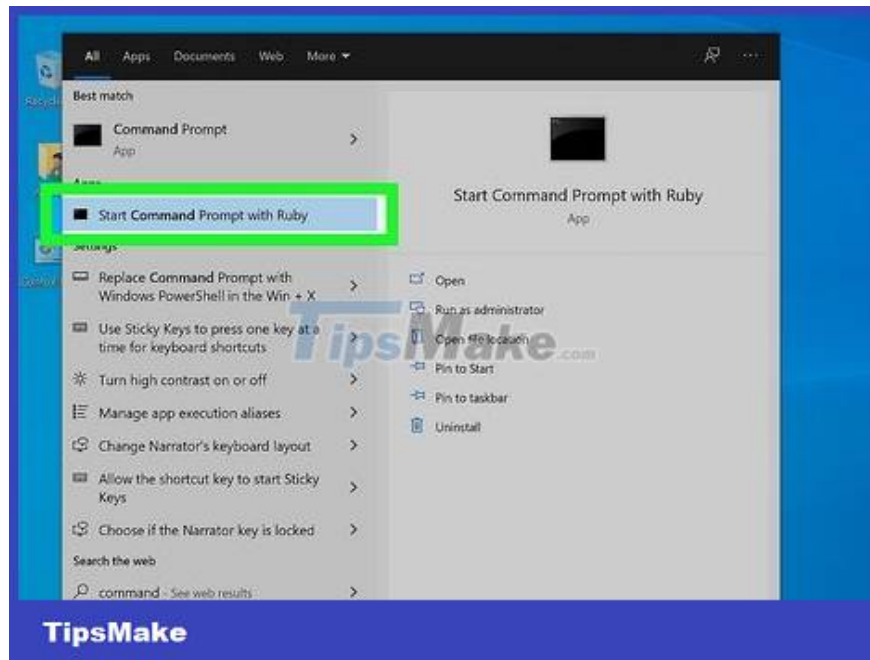 All Apps Documents Web More
Best match
Command Prompt
App
Apps
Start Command Prompt with Ruby
Settings
Replace Command Prompt with
Windows PowerShell in the Win + X
Use Sticky Keys to press one key at a
time for keyboard shortcuts
Turn high contrast on or off
Manage app execution aliases
Change Narrator's keyboard layout
Allow the shortcut key to start Sticky
Keys
Choose if the Narrator key is locked
Search the web
command - See web results
Start Command Prompt with Ruby
App
Open
Run as administrator
Open file location
Pin to Start
Pin to taskbar
Uninstall
TipsMake.com
TipsMake